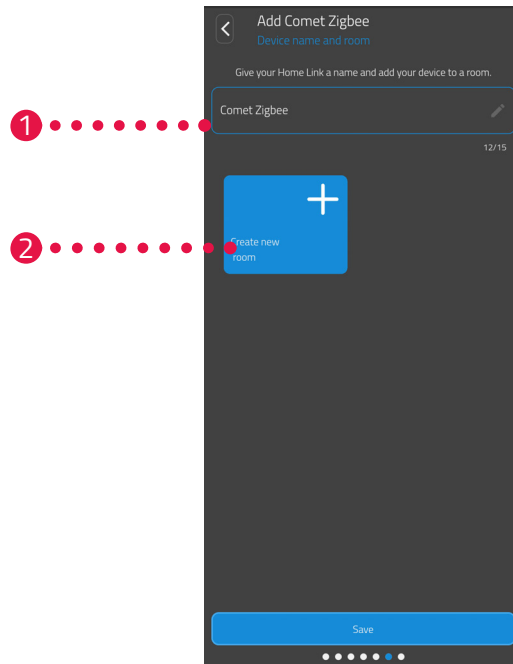 Add Comet Zigbee
Device name and room
Give your Home Link a name and add your device to a room.
1
Comet Zigbee
12/15
2
Create new
room
Save